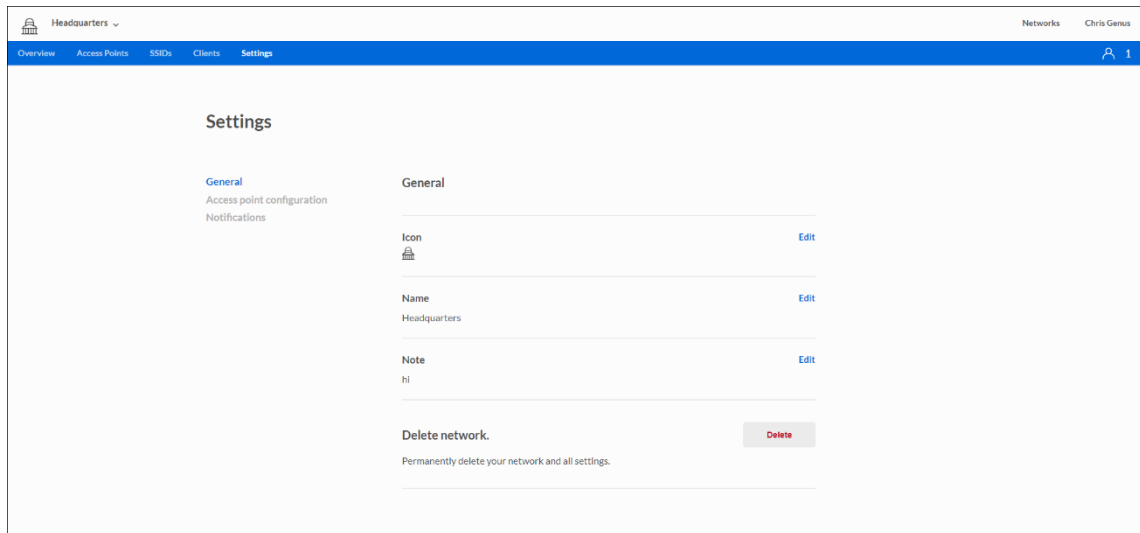 Headquarters
Networks Chris Genus
Overview Access Points SSIDs Clients Settings 1
Settings
General
Access point configuration
Notifications
General
Icon Edit
Name Edit
Headquarters
Note Edit
hi
Delete network. Delete
Permanently delete your network and all settings.